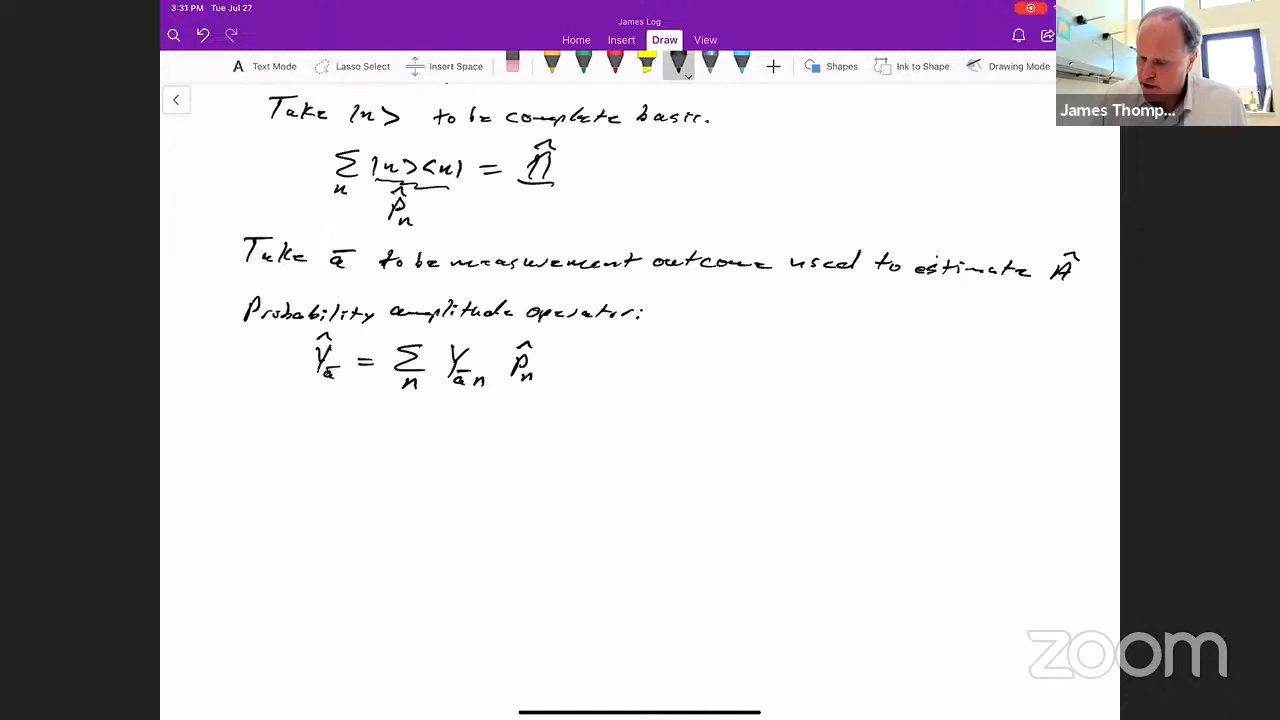 3:31 PM Tue Jul 27
James Log
Home Insert Draw View
Text Mode Lasso Select Insert Space Shapes Ink to Shape Drawing Mode
James Thomp...
Take |n> to be complete basis.
∑ₙ |n><n| = 𝟙̂
P̂ₙ
Take ā to be measurement outcome used to estimate Â
Probability amplitude operator:
Ŷ_ā = ∑ₙ Y_ān P̂ₙ
zoom